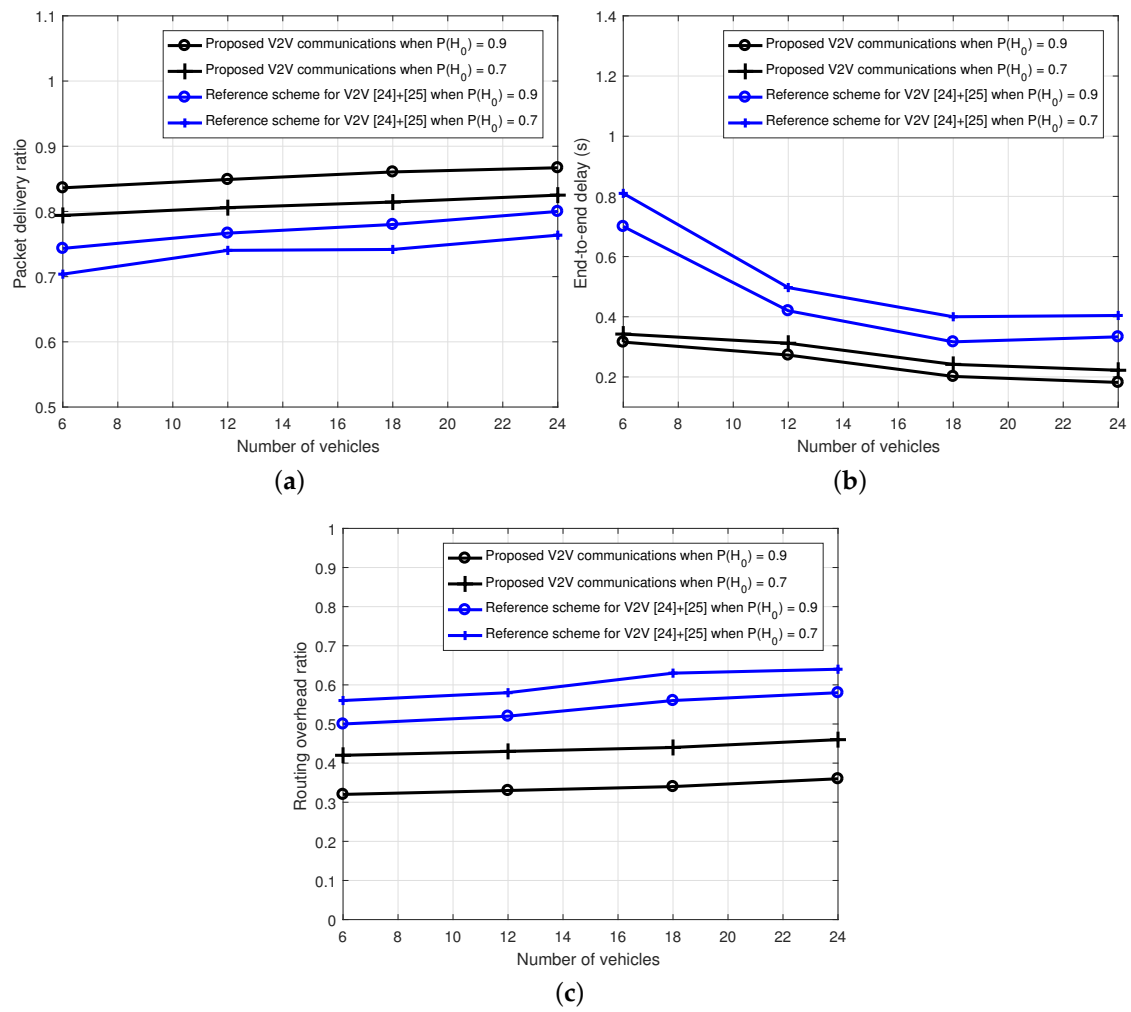 1.1
1
0.9
0.8
0.7
0.6
0.5
Packet delivery ratio
Proposed V2V communications when P(H0) = 0.9
Proposed V2V communications when P(H0) = 0.7
Reference scheme for V2V [24]+[25] when P(H0) = 0.9
Reference scheme for V2V [24]+[25] when P(H0) = 0.7
6 8 10 12 14 16 18 20 22 24
Number of vehicles
(a)
1.4
1.2
1
0.8
0.6
0.4
0.2
End-to-end delay (s)
Proposed V2V communications when P(H0) = 0.9
Proposed V2V communications when P(H0) = 0.7
Reference scheme for V2V [24]+[25] when P(H0) = 0.9
Reference scheme for V2V [24]+[25] when P(H0) = 0.7
6 8 10 12 14 16 18 20 22 24
Number of vehicles
(b)
1
0.9
0.8
0.7
0.6
0.5
0.4
0.3
0.2
0.1
0
Routing overhead ratio
Proposed V2V communications when P(H0) = 0.9
Proposed V2V communications when P(H0) = 0.7
Reference scheme for V2V [24]+[25] when P(H0) = 0.9
Reference scheme for V2V [24]+[25] when P(H0) = 0.7
6 8 10 12 14 16 18 20 22 24
Number of vehicles
(c)